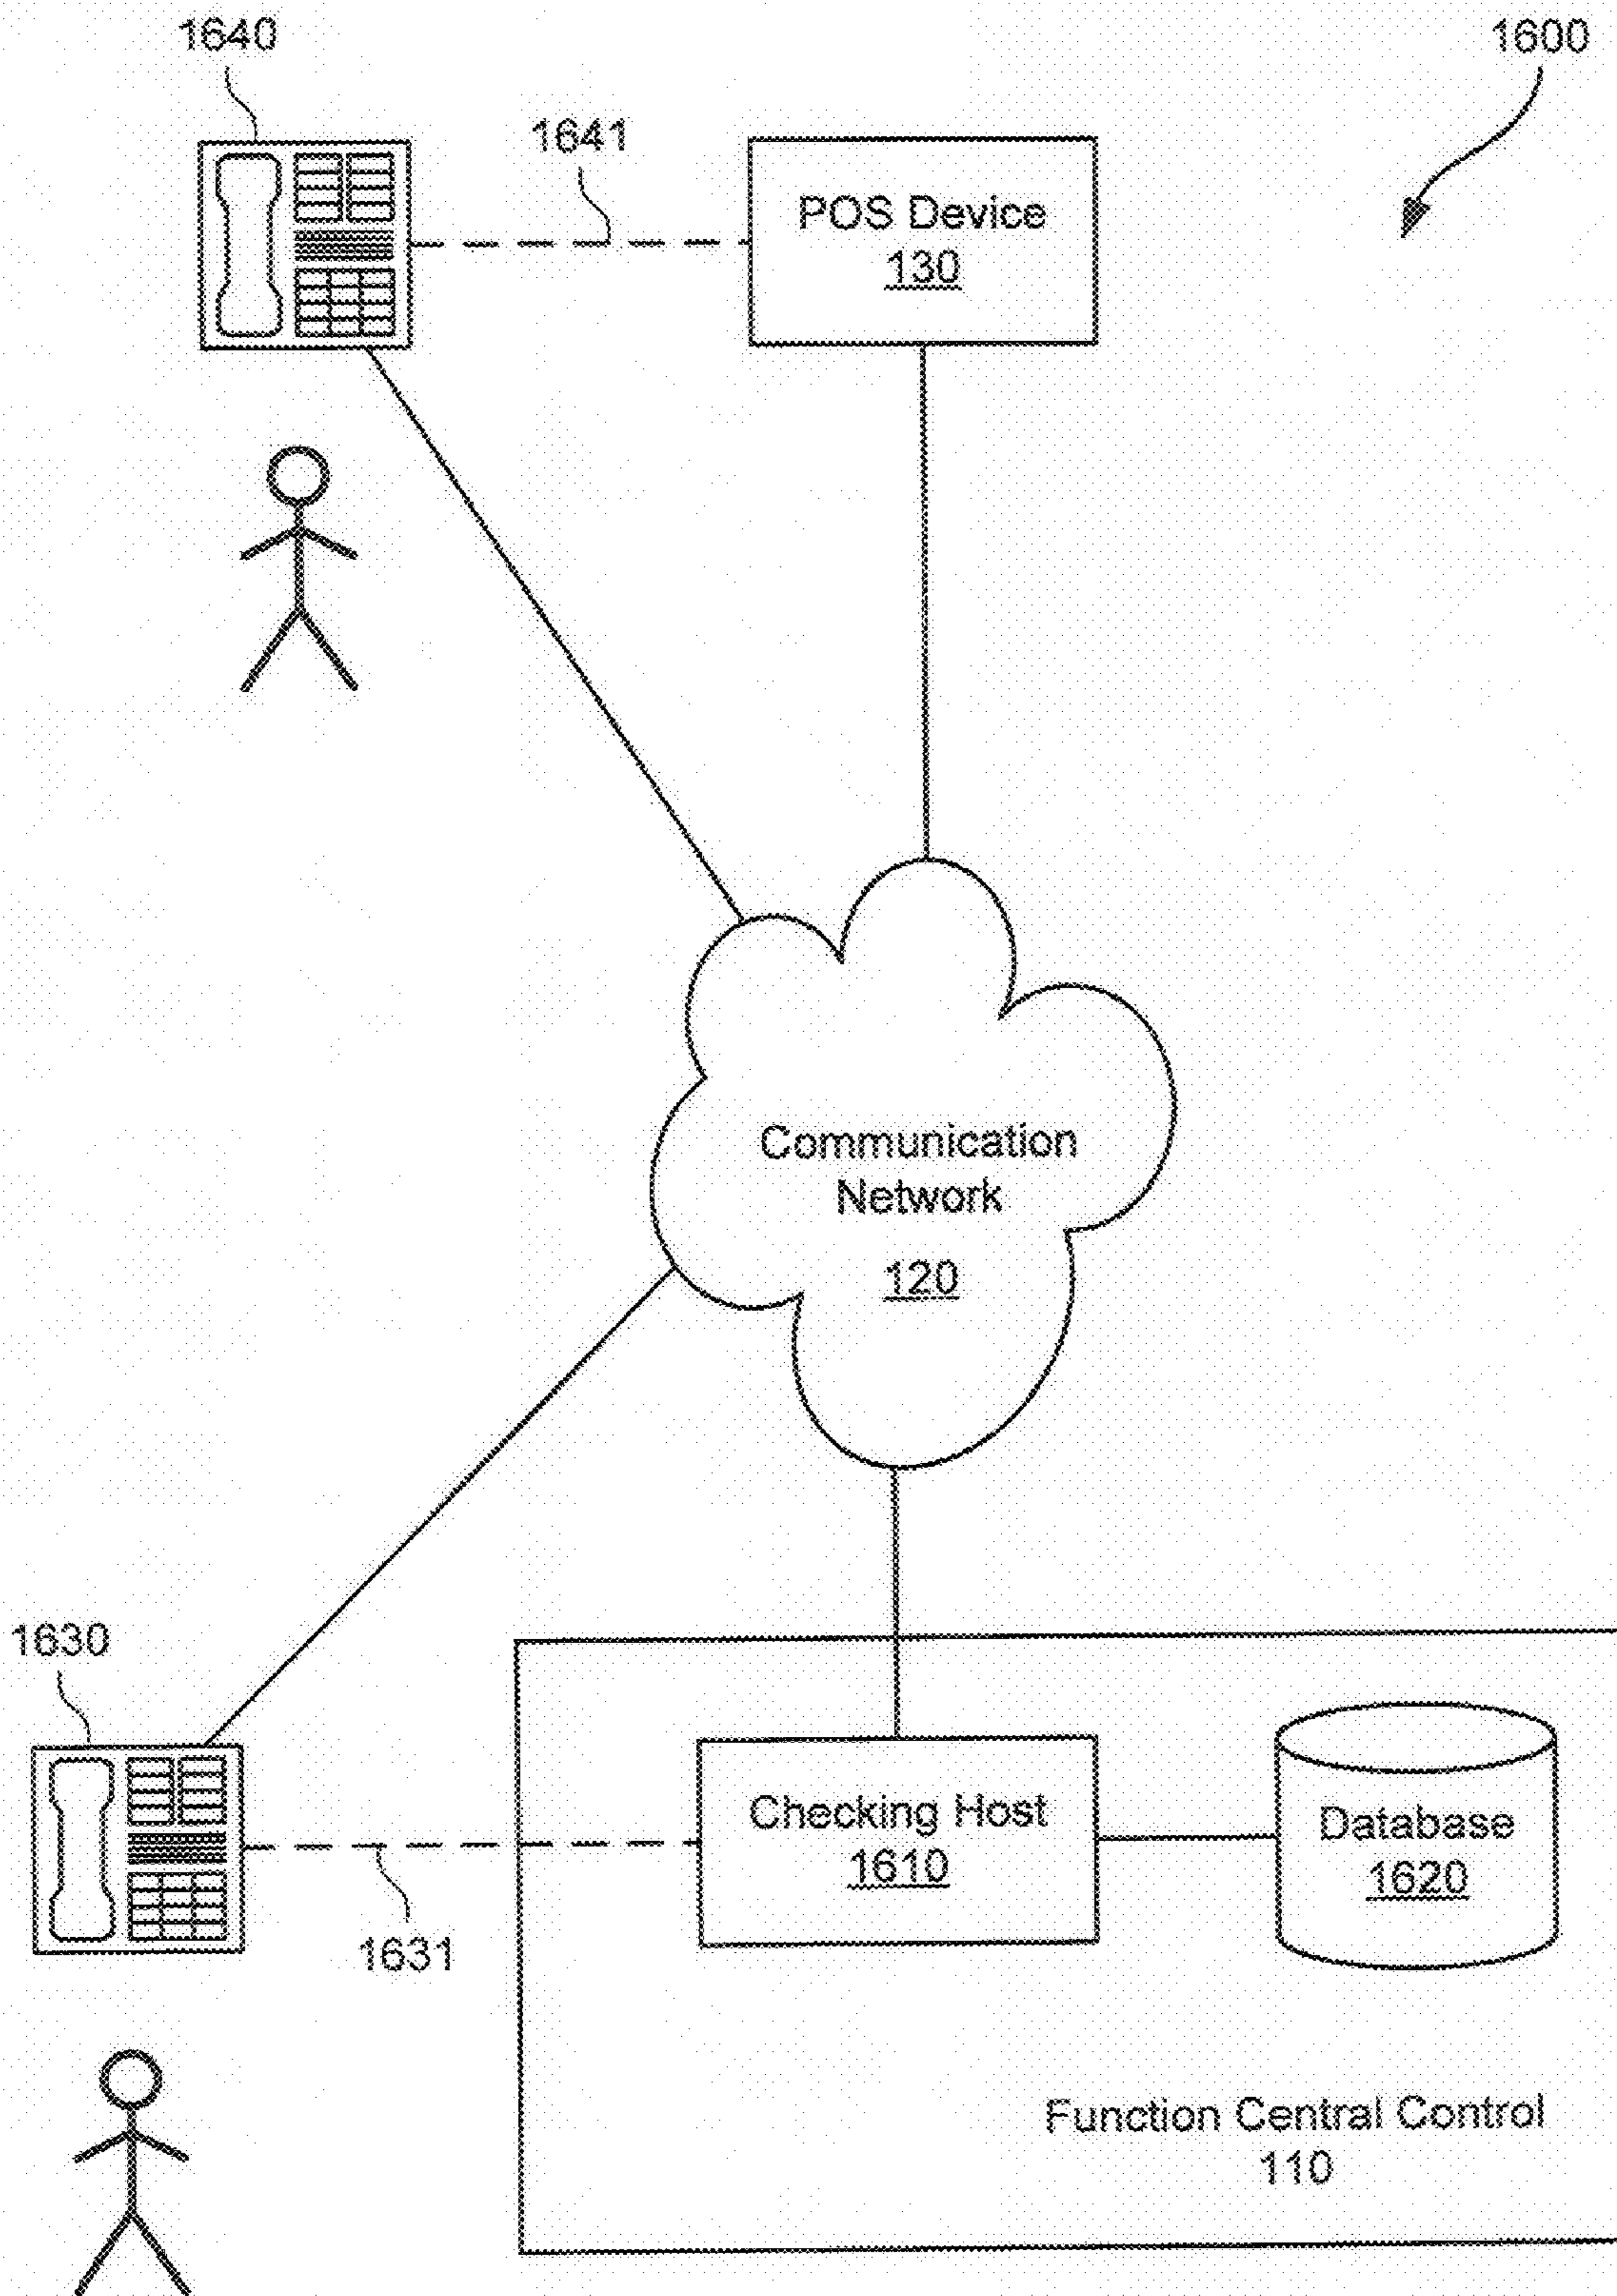 1640
1600
1641
POS Device
130
Communication
Network
120
1630
Checking Host
1610
Database
1620
1631
Function Central Control
110